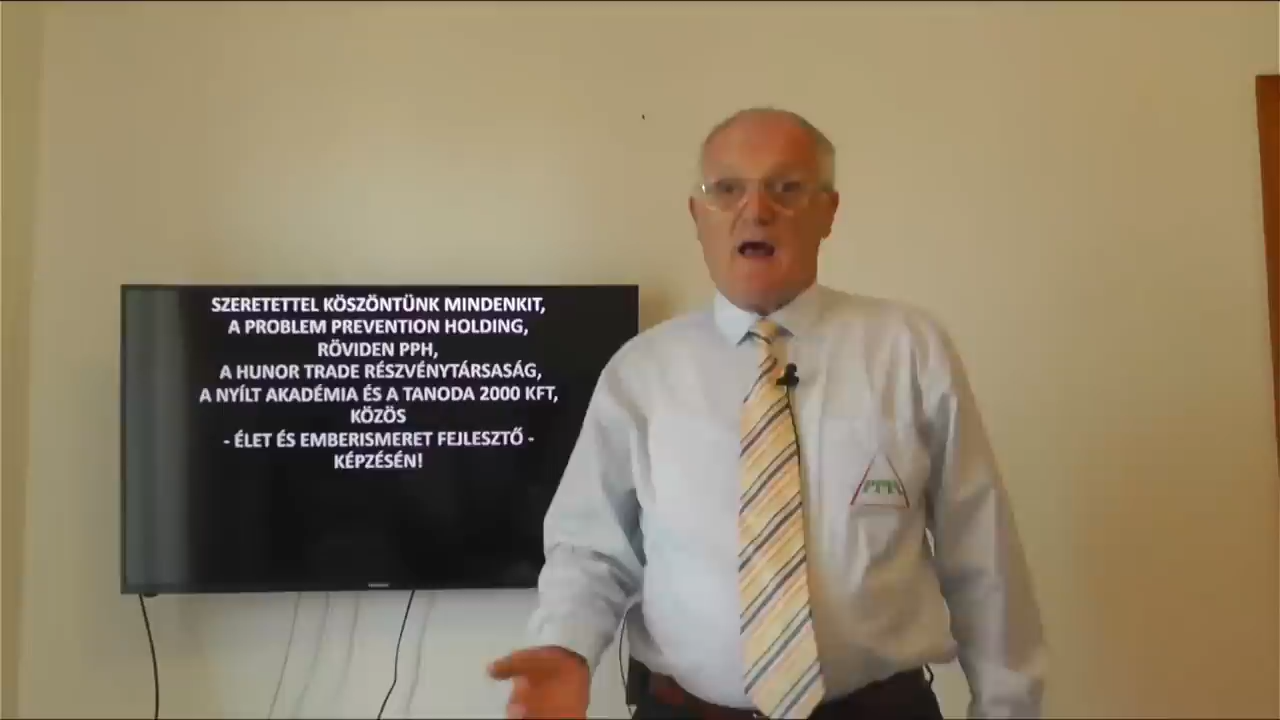 SZERETETTEL KÖSZÖNTÜNK MINDENKIT,
A PROBLEM PREVENTION HOLDING,
RÖVIDEN PPH,
A HUNOR TRADE RÉSZVÉNYTÁRSASÁG,
A NYÍLT AKADÉMIA ÉS A TANODA 2000 KFT,
KÖZÖS
- ÉLET ÉS EMBERISMERET FEJLESZTŐ -
KÉPZÉSÉN!
PPH